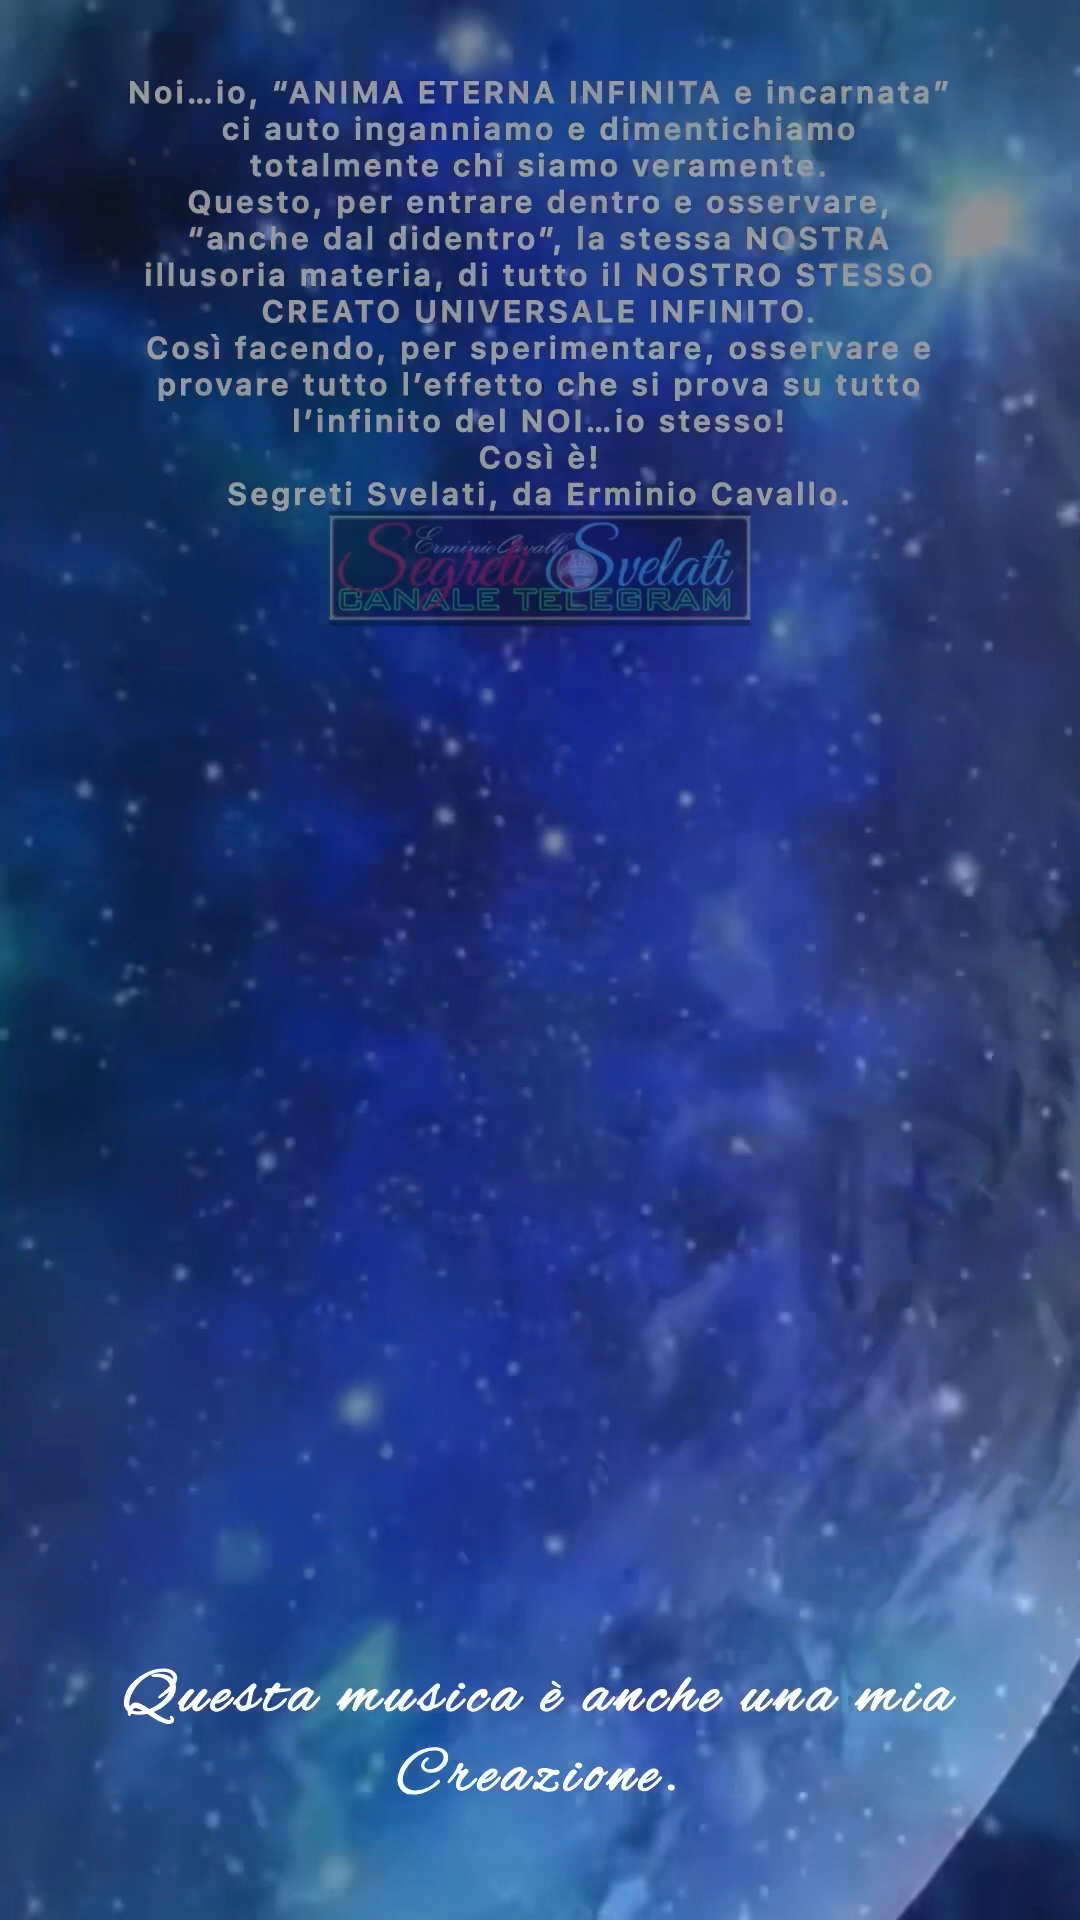 Noi...io, “ANIMA ETERNA INFINITA e incarnata”
ci auto inganniamo e dimentichiamo
totalmente chi siamo veramente.
Questo, per entrare dentro e osservare,
“anche dal didentro”, la stessa NOSTRA
illusoria materia, di tutto il NOSTRO STESSO
CREATO UNIVERSALE INFINITO.
Così facendo, per sperimentare, osservare e
provare tutto l’effetto che si prova su tutto
l’infinito del NOI...io stesso!
Così è!
Segreti Svelati, da Erminio Cavallo.
Erminio Cavallo
Segreti Svelati
CANALE TELEGRAM
Questa musica è anche una mia
Creazione.